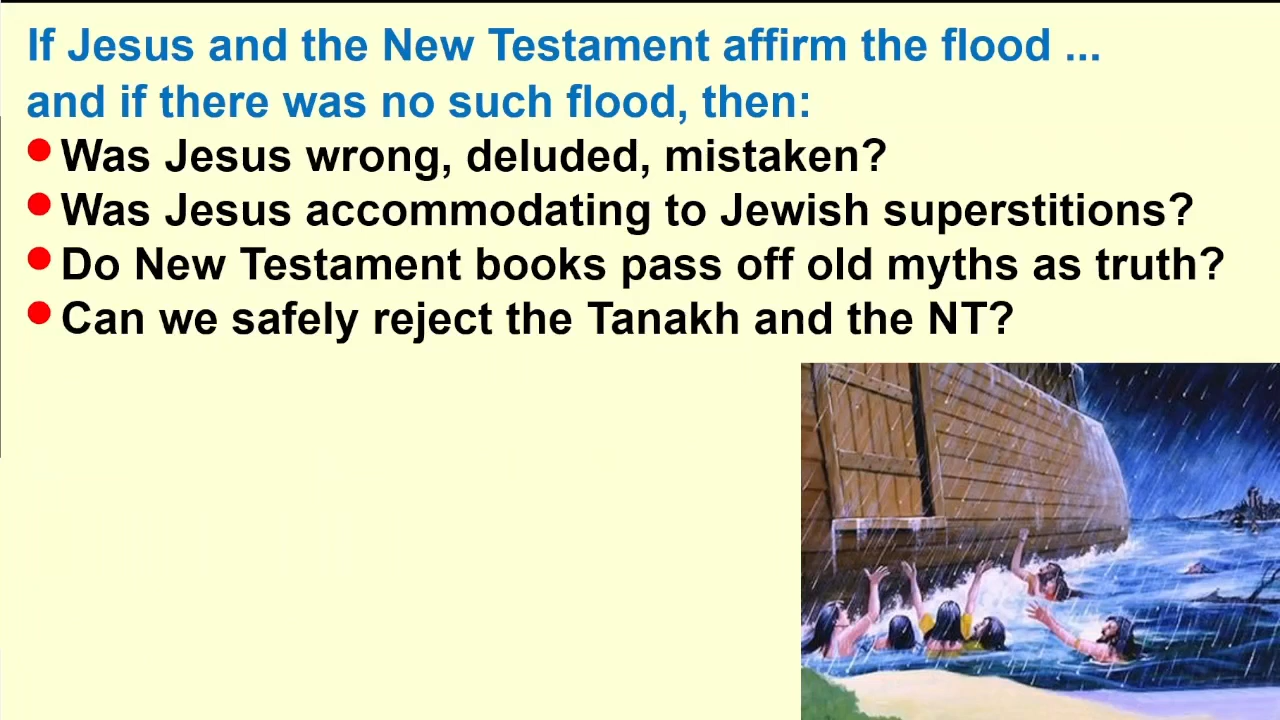 If Jesus and the New Testament affirm the flood ...
and if there was no such flood, then:
Was Jesus wrong, deluded, mistaken?
Was Jesus accommodating to Jewish superstitions?
Do New Testament books pass off old myths as truth?
Can we safely reject the Tanakh and the NT?